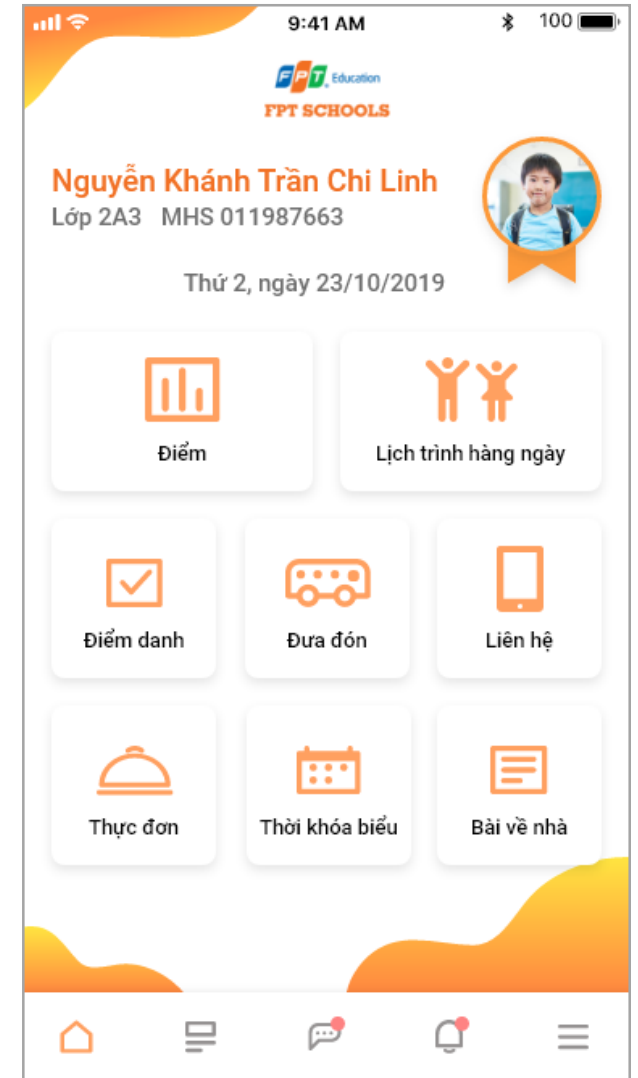 9:41 AM 100
FPT Education
FPT SCHOOLS
Nguyễn Khánh Trần Chi Linh
Lớp 2A3 MHS 011987663
Thứ 2, ngày 23/10/2019
Điểm Lịch trình hàng ngày
Điểm danh Đưa đón Liên hệ
Thực đơn Thời khóa biểu Bài về nhà